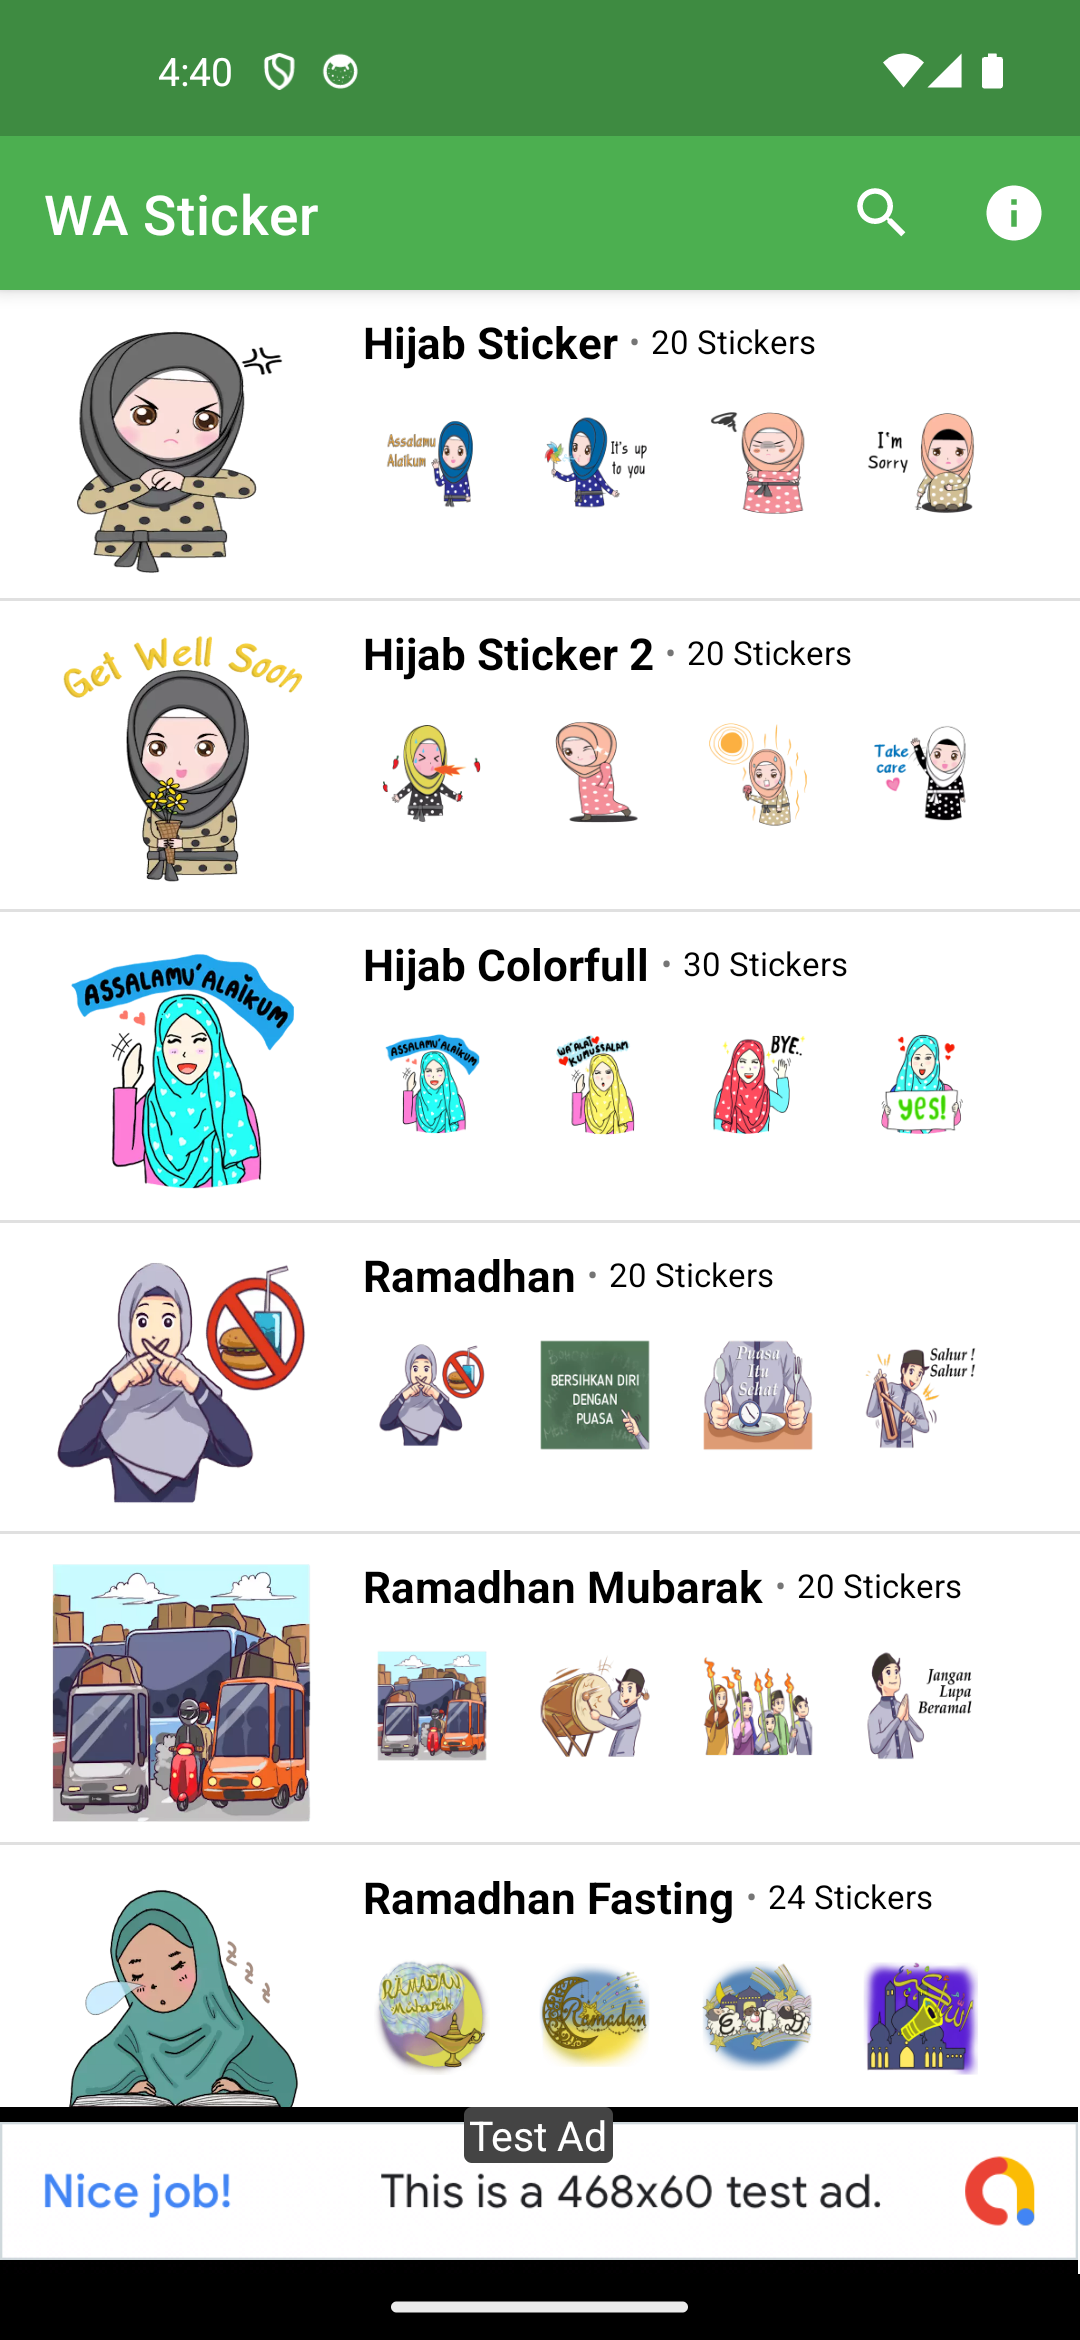 4:40
WA Sticker
Hijab Sticker • 20 Stickers
Assalamu
Alaikum
It's up
to you
I'm
Sorry
Get Well Soon
Hijab Sticker 2 • 20 Stickers
Take
care
ASSALAMU'ALAIKUM
Hijab Colorfull • 30 Stickers
ASSALAMU'ALAIKUM
WA'ALAI
KUMUSSALAM
BYE..
yes!
Ramadhan • 20 Stickers
BERSIHKAN DIRI
DENGAN
PUASA
Puasa
Itu
Sehat
Sahur !
Sahur !
Ramadhan Mubarak • 20 Stickers
Jangan
Lupa
Beramal
z
z
z
Ramadhan Fasting • 24 Stickers
RAMADAN
Mubarak
Ramadan
EID
Test Ad
Nice job!
This is a 468x60 test ad.